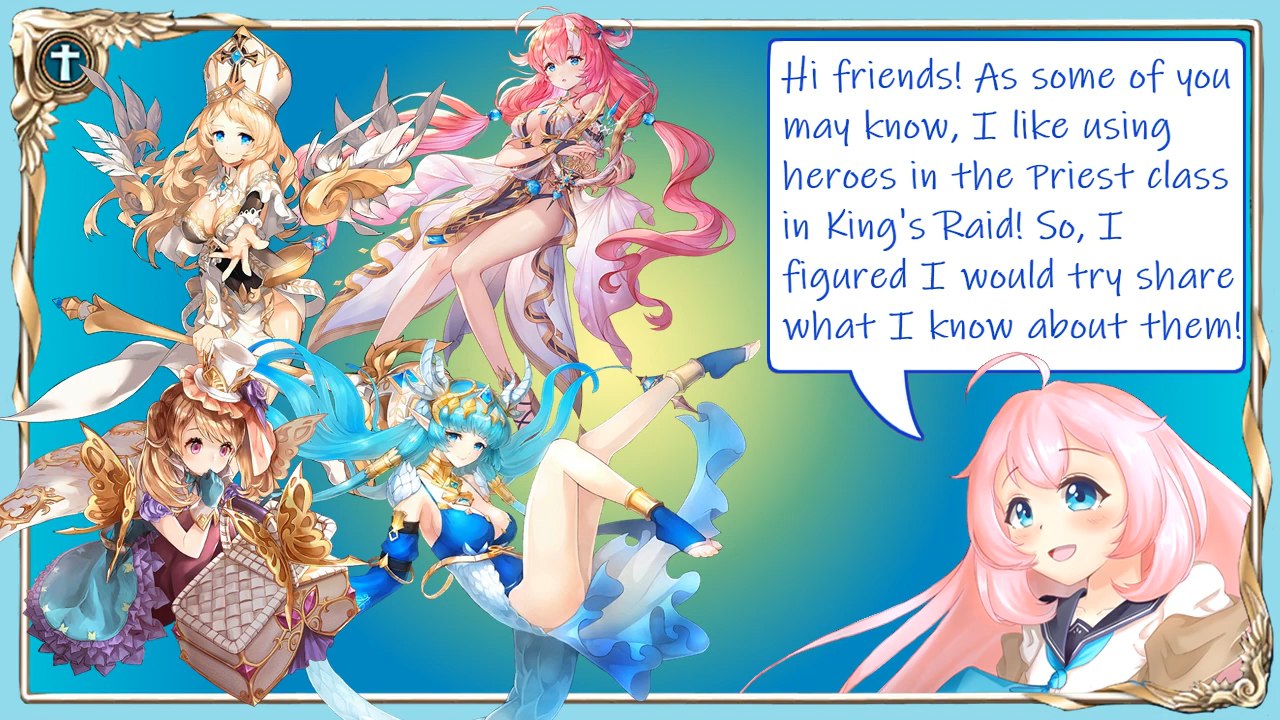 Hi friends! As some of you
may know, I like using
heroes in the Priest class
in King's Raid! So, I
figured I would try share
what I know about them!